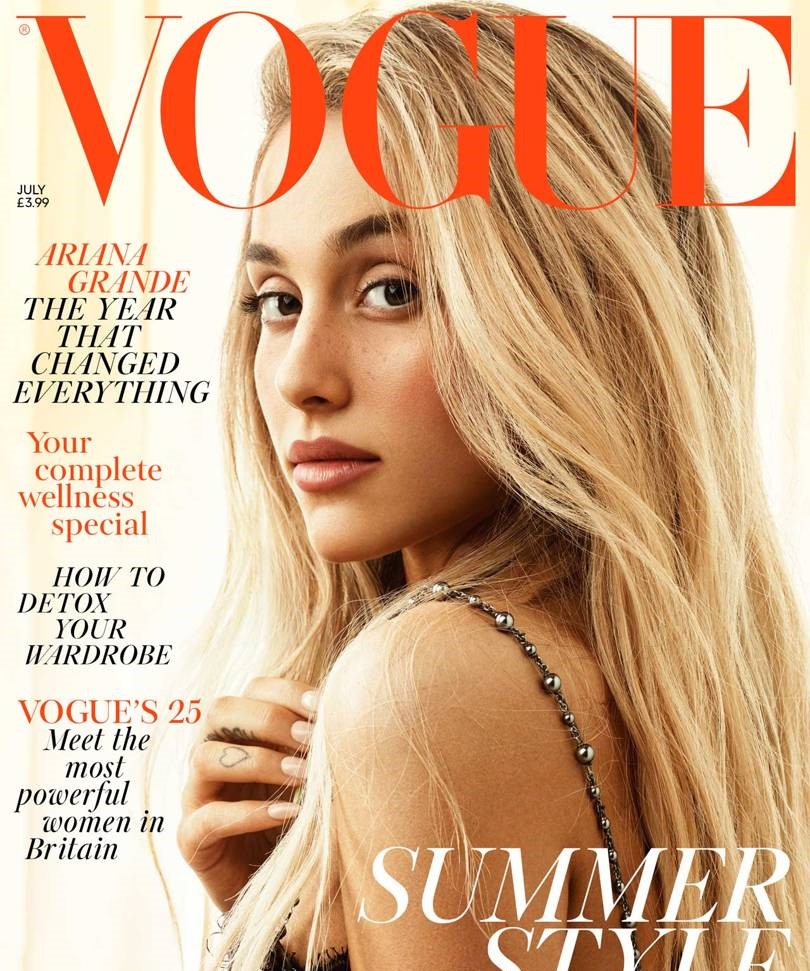 VOGUE
®
JULY
£3.99
ARIANA
GRANDE
THE YEAR
THAT
CHANGED
EVERYTHING
Your
complete
wellness
special
HOW TO
DETOX
YOUR
WARDROBE
VOGUE'S 25
Meet the
most
powerful
women in
Britain
SUMMER
STYLE